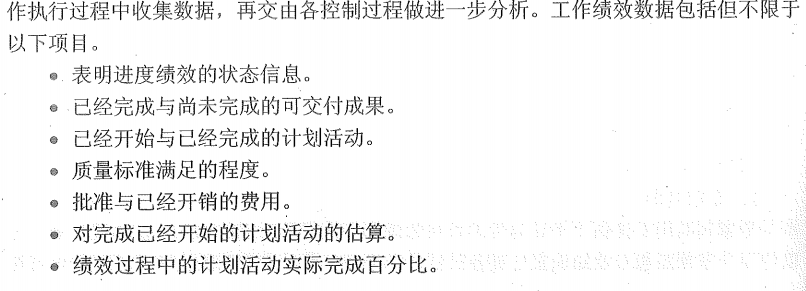 作执行过程中收集数据，再交由各控制过程做进一步分析。工作绩效数据包括但不限于
以下项目。
• 表明进度绩效的状态信息。
• 已经完成与尚未完成的可交付成果。
• 已经开始与已经完成的计划活动。
• 质量标准满足的程度。
• 批准与已经开销的费用。
• 对完成已经开始的计划活动的估算。
• 绩效过程中的计划活动实际完成百分比。